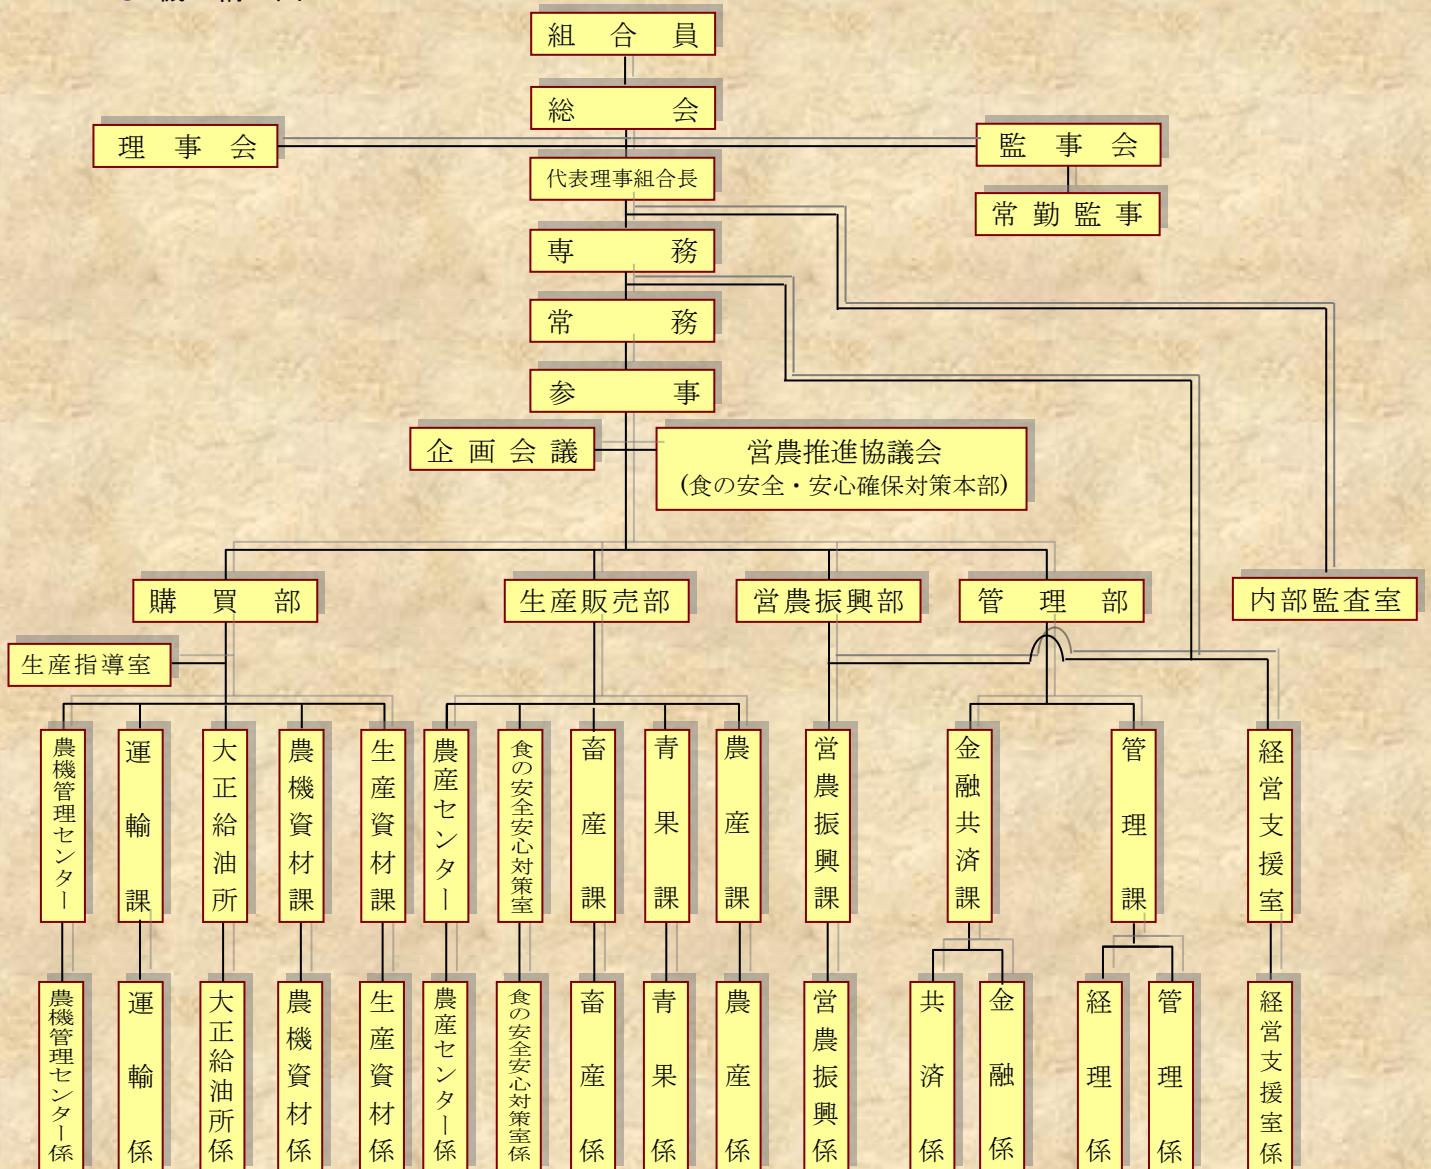 組合員
総会
理事会
監事会
代表理事組合長
常勤監事
専務
常務
参事
企画会議
営農推進協議会
(食の安全・安心確保対策本部)
購買部
生産販売部
営農振興部
管理部
内部監査室
生産指導室
農機管理センター
運輸課
大正給油所
農機資材課
生産資材課
農産センター
食の安全安心対策室
畜産課
青果課
農産課
営農振興課
金融共済課
管理課
経営支援室
農機管理センター係
運輸係
大正給油所係
農機資材係
生産資材係
農産センター係
食の安全安心対策室係
畜産係
青果係
農産係
営農振興係
共済係
金融係
経理係
管理係
経営支援室係